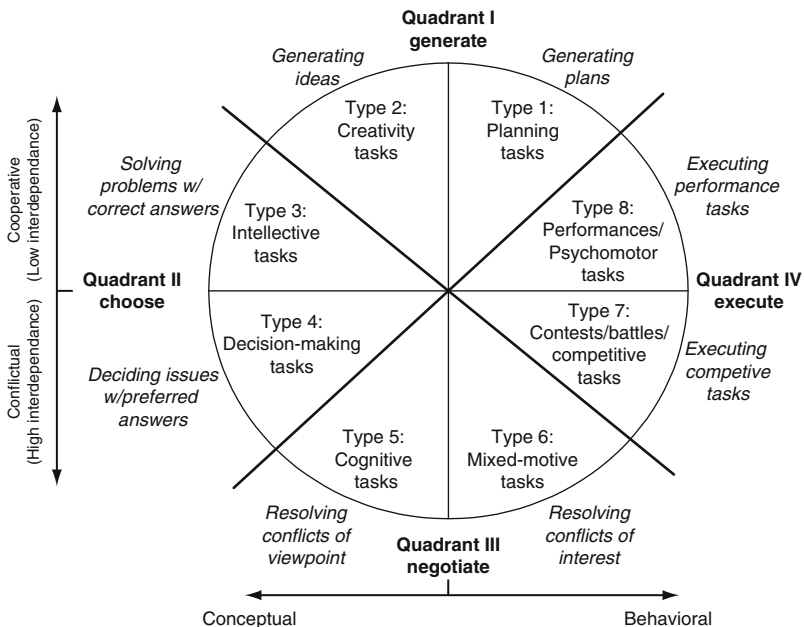 Quadrant I
generate
Generating
ideas
Generating
plans
Type 2:
Creativity
tasks
Type 1:
Planning
tasks
Cooperative
(Low interdependance)
Solving
problems w/
correct answers
Type 3:
Intellective
tasks
Type 8:
Performances/
Psychomotor
tasks
Executing
performance
tasks
Quadrant II
choose
Quadrant IV
execute
Conflictual
(High interdependance)
Deciding issues
w/preferred
answers
Type 4:
Decision-making
tasks
Type 7:
Contests/battles/
competitive
tasks
Executing
competive
tasks
Type 5:
Cognitive
tasks
Type 6:
Mixed-motive
tasks
Resolving
conflicts of
viewpoint
Quadrant III
negotiate
Resolving
conflicts of
interest
Conceptual
Behavioral